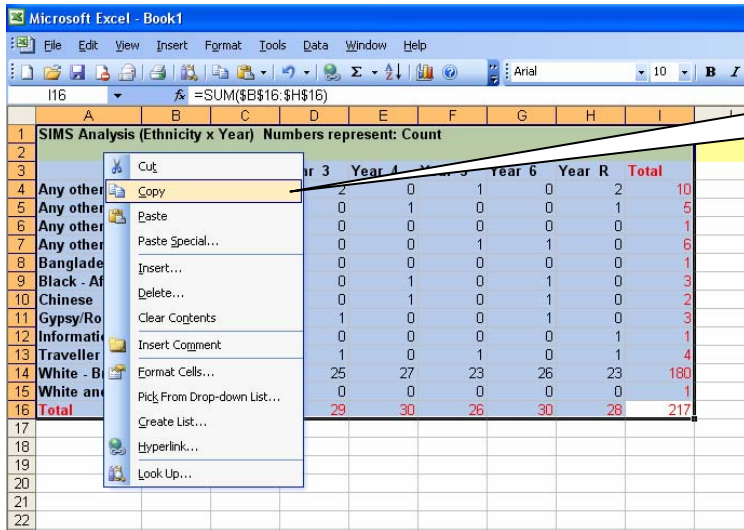 Microsoft Excel - Book1
File Edit View Insert Format Tools Data Window Help
Arial 10 B I
I16 fx =SUM($B$16:$H$16)
A B C D E F G H I
1 SIMS Analysis (Ethnicity x Year) Numbers represent: Count
2
3 ar 3 Year 4 Year 6 Year R Total
4 Any other 2 0 1 0 2 10
5 Any other 0 1 0 0 1 5
6 Any other 0 0 0 0 0 1
7 Any other 0 0 1 1 0 6
8 Banglade 0 0 0 0 0 1
9 Black - Af 0 1 0 1 0 3
10 Chinese 0 1 0 1 0 2
11 Gypsy/Ro 1 0 0 1 0 3
12 Informati 0 0 0 0 1 1
13 Traveller 1 0 1 0 1 4
14 White - B 25 27 23 26 23 180
15 White an 0 0 0 0 0 1
16 Total 29 30 26 30 28 217
17
18
19
20
21
22
Cut
Copy
Paste
Paste Special...
Insert...
Delete...
Clear Contents
Insert Comment
Format Cells...
Pick From Drop-down List...
Create List...
Hyperlink...
Look Up...